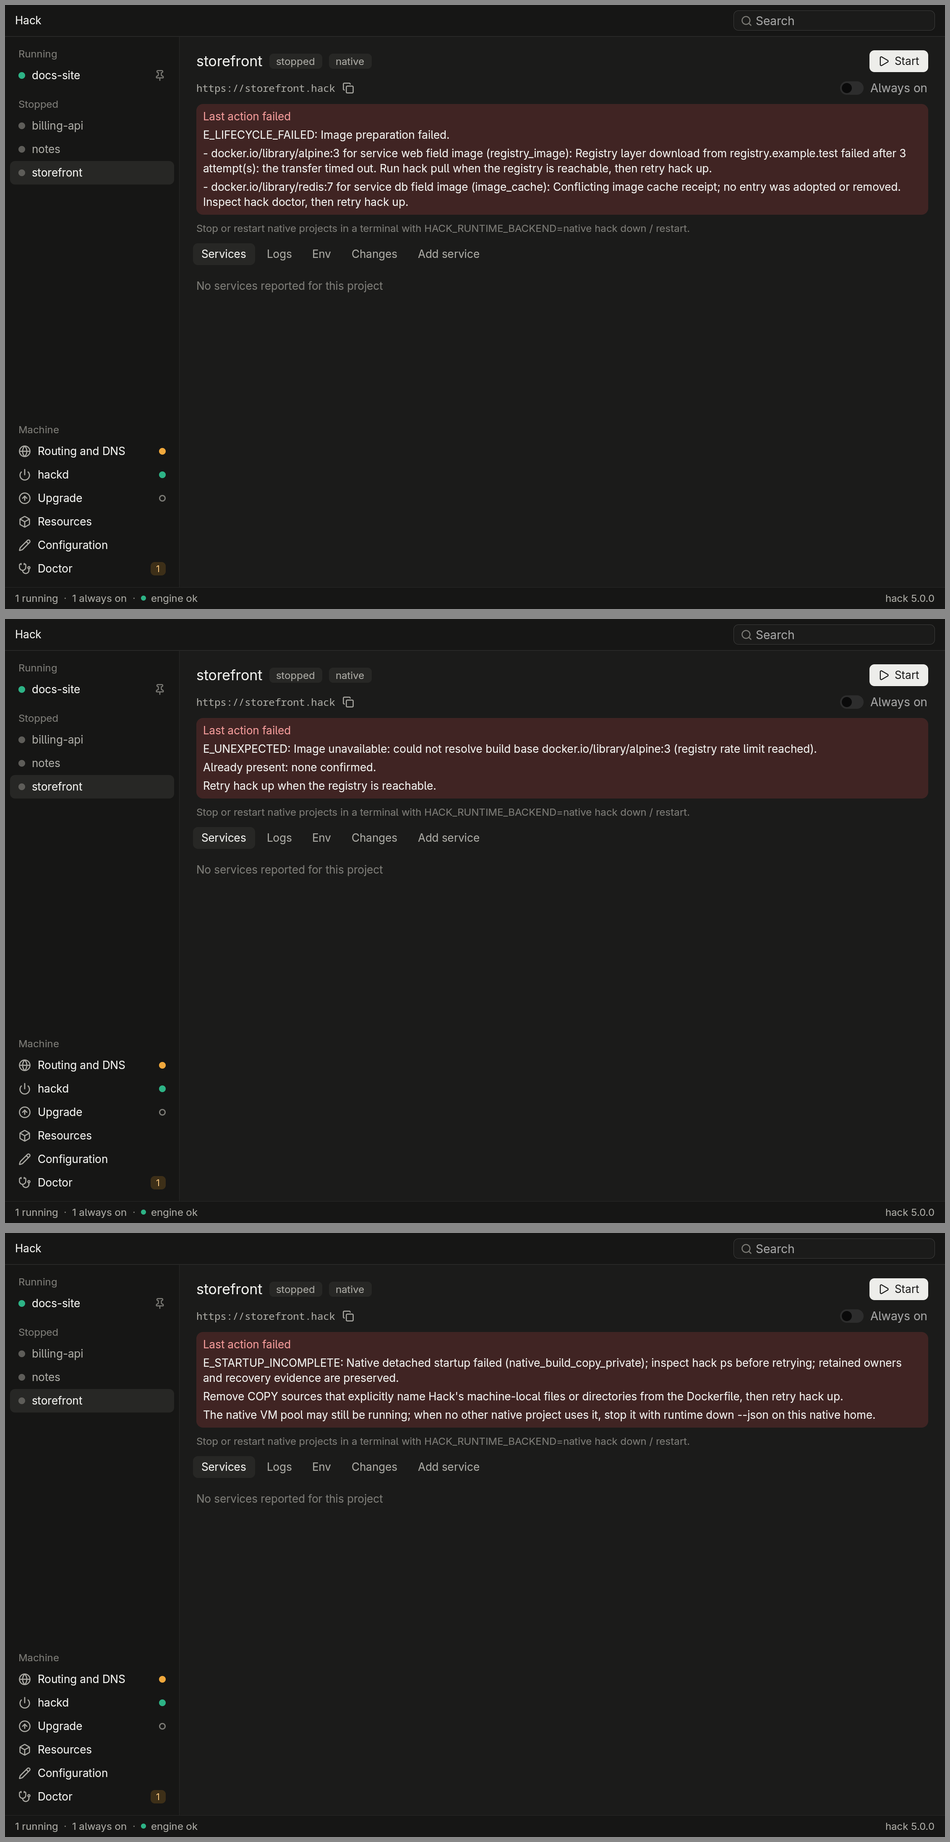 Hack
Search
Running
docs-site
Stopped
billing-api
notes
storefront
Machine
Routing and DNS
hackd
Upgrade
Resources
Configuration
Doctor 1
storefront stopped native
Start
https://storefront.hack
Always on
Last action failed
E_LIFECYCLE_FAILED: Image preparation failed.
- docker.io/library/alpine:3 for service web field image (registry_image): Registry layer download from registry.example.test failed after 3
attempt(s): the transfer timed out. Run hack pull when the registry is reachable, then retry hack up.
- docker.io/library/redis:7 for service db field image (image_cache): Conflicting image cache receipt; no entry was adopted or removed.
Inspect hack doctor, then retry hack up.
Stop or restart native projects in a terminal with HACK_RUNTIME_BACKEND=native hack down / restart.
Services Logs Env Changes Add service
No services reported for this project
1 running · 1 always on · engine ok
hack 5.0.0
Hack
Search
Running
docs-site
Stopped
billing-api
notes
storefront
Machine
Routing and DNS
hackd
Upgrade
Resources
Configuration
Doctor 1
storefront stopped native
Start
https://storefront.hack
Always on
Last action failed
E_UNEXPECTED: Image unavailable: could not resolve build base docker.io/library/alpine:3 (registry rate limit reached).
Already present: none confirmed.
Retry hack up when the registry is reachable.
Stop or restart native projects in a terminal with HACK_RUNTIME_BACKEND=native hack down / restart.
Services Logs Env Changes Add service
No services reported for this project
1 running · 1 always on · engine ok
hack 5.0.0
Hack
Search
Running
docs-site
Stopped
billing-api
notes
storefront
Machine
Routing and DNS
hackd
Upgrade
Resources
Configuration
Doctor 1
storefront stopped native
Start
https://storefront.hack
Always on
Last action failed
E_STARTUP_INCOMPLETE: Native detached startup failed (native_build_copy_private); inspect hack ps before retrying; retained owners
and recovery evidence are preserved.
Remove COPY sources that explicitly name Hack's machine-local files or directories from the Dockerfile, then retry hack up.
The native VM pool may still be running; when no other native project uses it, stop it with runtime down --json on this native home.
Stop or restart native projects in a terminal with HACK_RUNTIME_BACKEND=native hack down / restart.
Services Logs Env Changes Add service
No services reported for this project
1 running · 1 always on · engine ok
hack 5.0.0